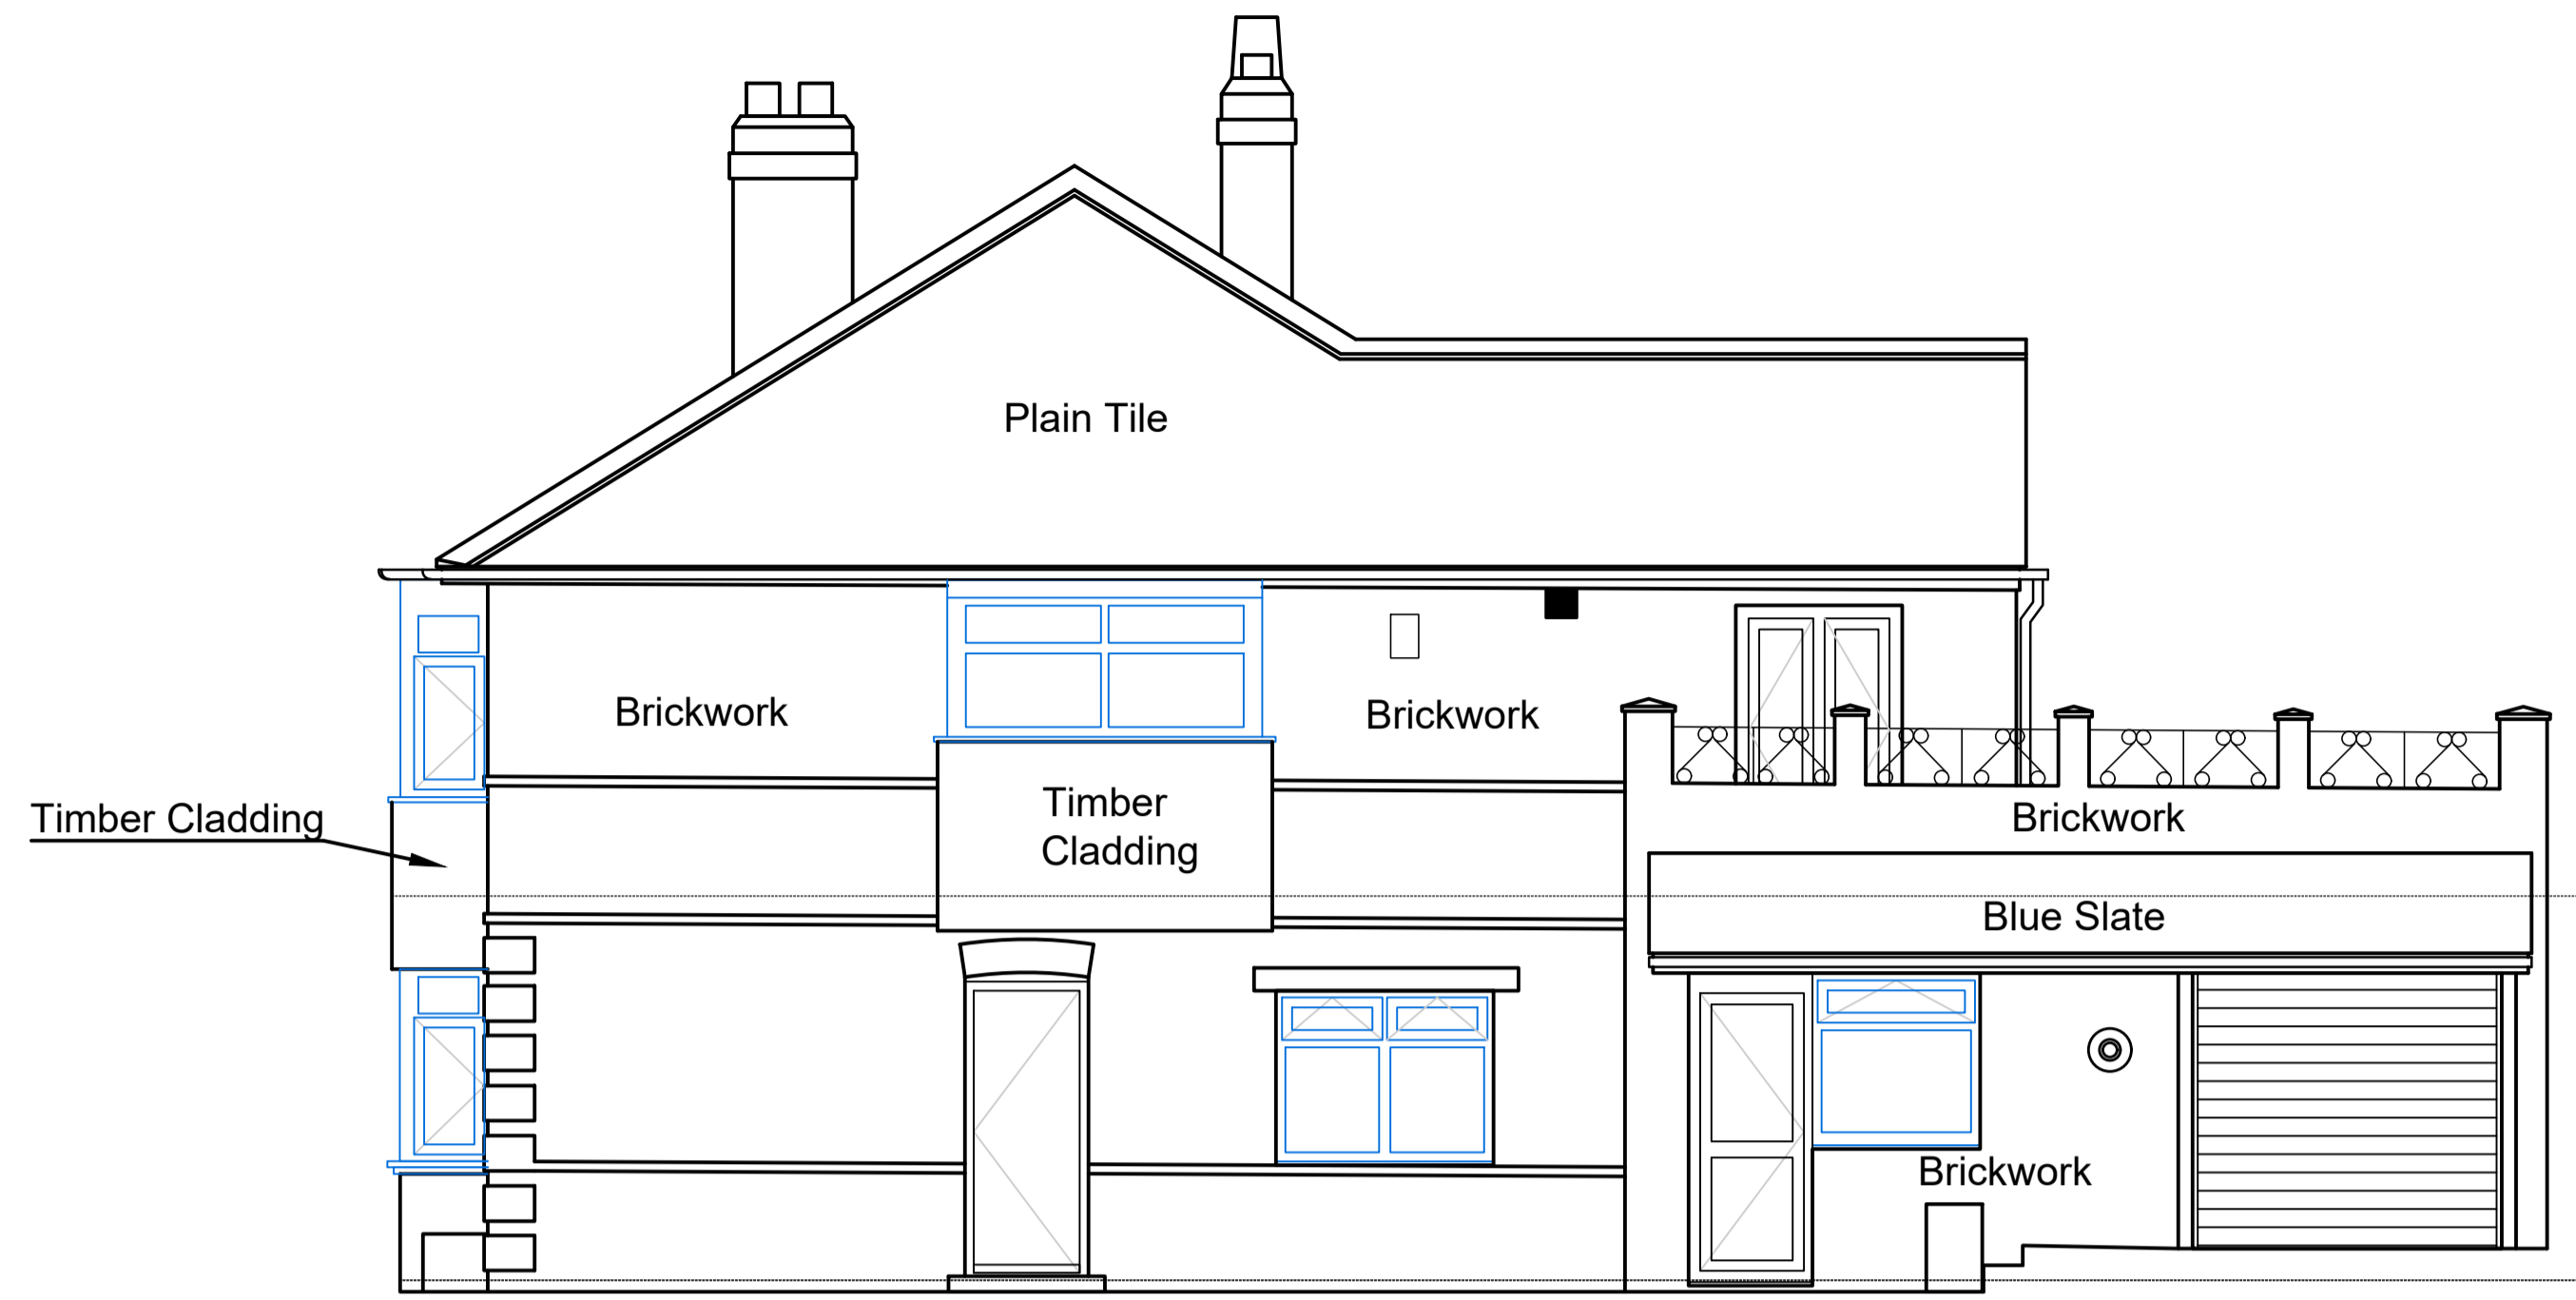 Plain Tile
Brickwork
Brickwork
Timber Cladding
Timber
Cladding
Brickwork
Blue Slate
Brickwork